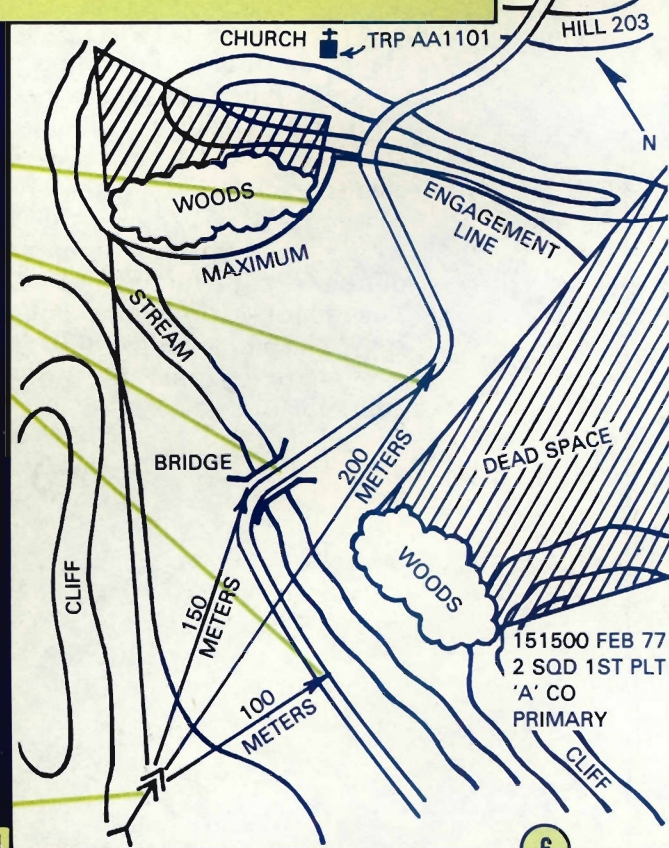 CHURCH
TRP AA1101
HILL 203
N
WOODS
ENGAGEMENT
LINE
MAXIMUM
STREAM
BRIDGE
200
METERS
DEAD SPACE
WOODS
CLIFF
150
METERS
100
METERS
151500 FEB 77
2 SQD 1ST PLT
'A' CO
PRIMARY
CLIFF
6